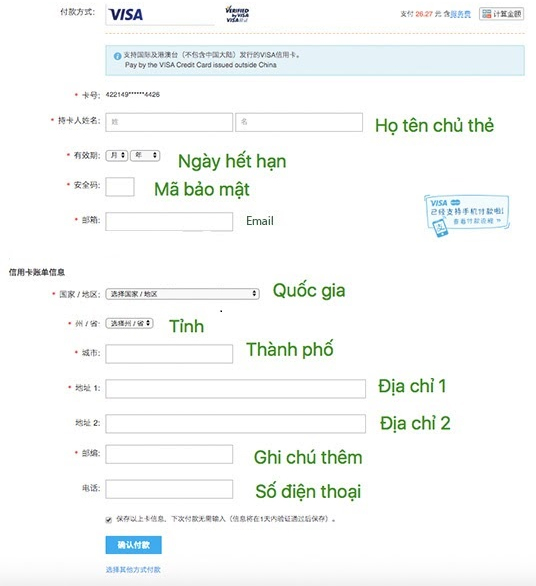 付款方式: VISA VERIFIED by VISA VISA验证 支付 26.27 元 含服务费 计算金额
支持国际及港澳台（不包含中国大陆）发行的VISA信用卡。
Pay by the VISA Credit Card issued outside China
* 卡号: 422149******4426
* 持卡人姓名: 姓 名 Họ tên chủ thẻ
* 有效期: 月 年 Ngày hết hạn
* 安全码: Mã bảo mật
VISA
已经支持手机付款啦!
查看付款流程
* 邮箱: Email
信用卡账单信息
* 国家 / 地区: 选择国家 / 地区 Quốc gia
* 州 / 省: 选择州 / 省 Tỉnh
* 城市: Thành phố
* 地址 1: Địa chỉ 1
地址 2: Địa chỉ 2
* 邮编: Ghi chú thêm
电话: Số điện thoại
保存以上卡信息，下次付款无需输入（信息将在1天内验证通过后保存）。
确认付款
选择其他方式付款